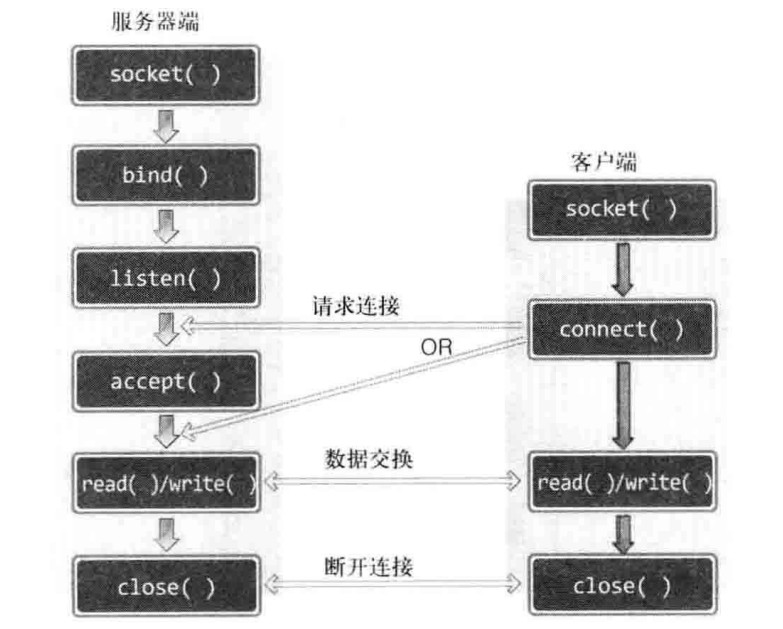 服务器端
socket( )
bind( )
listen( )
accept( )
read( )/write( )
close( )
客户端
socket( )
connect( )
read( )/write( )
close( )
请求连接
OR
数据交换
断开连接